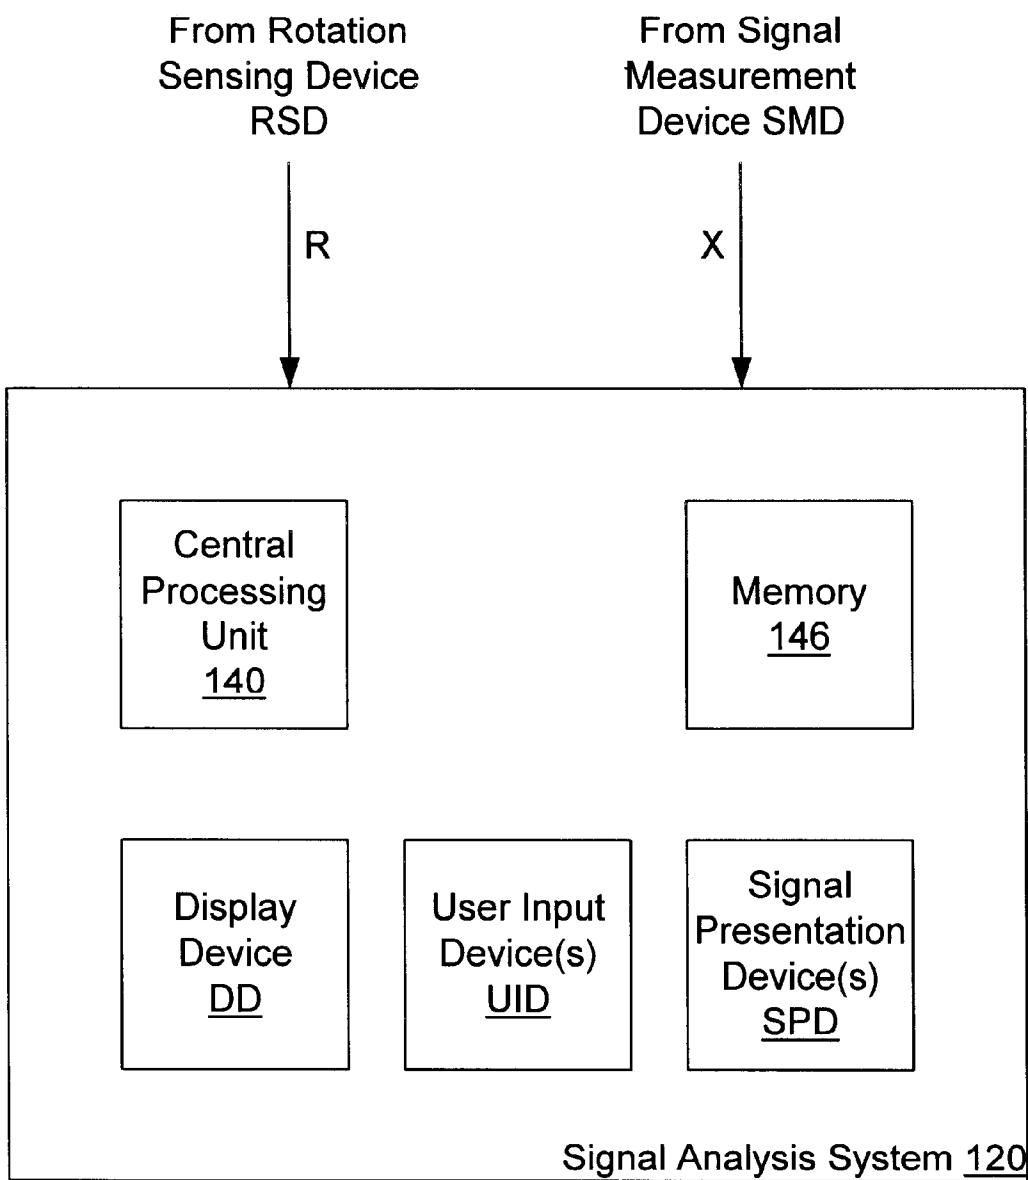 From Rotation
Sensing Device
RSD
From Signal
Measurement
Device SMD
R
X
Central
Processing
Unit
140
Memory
146
Display
Device
DD
User Input
Device(s)
UID
Signal
Presentation
Device(s)
SPD
Signal Analysis System 120